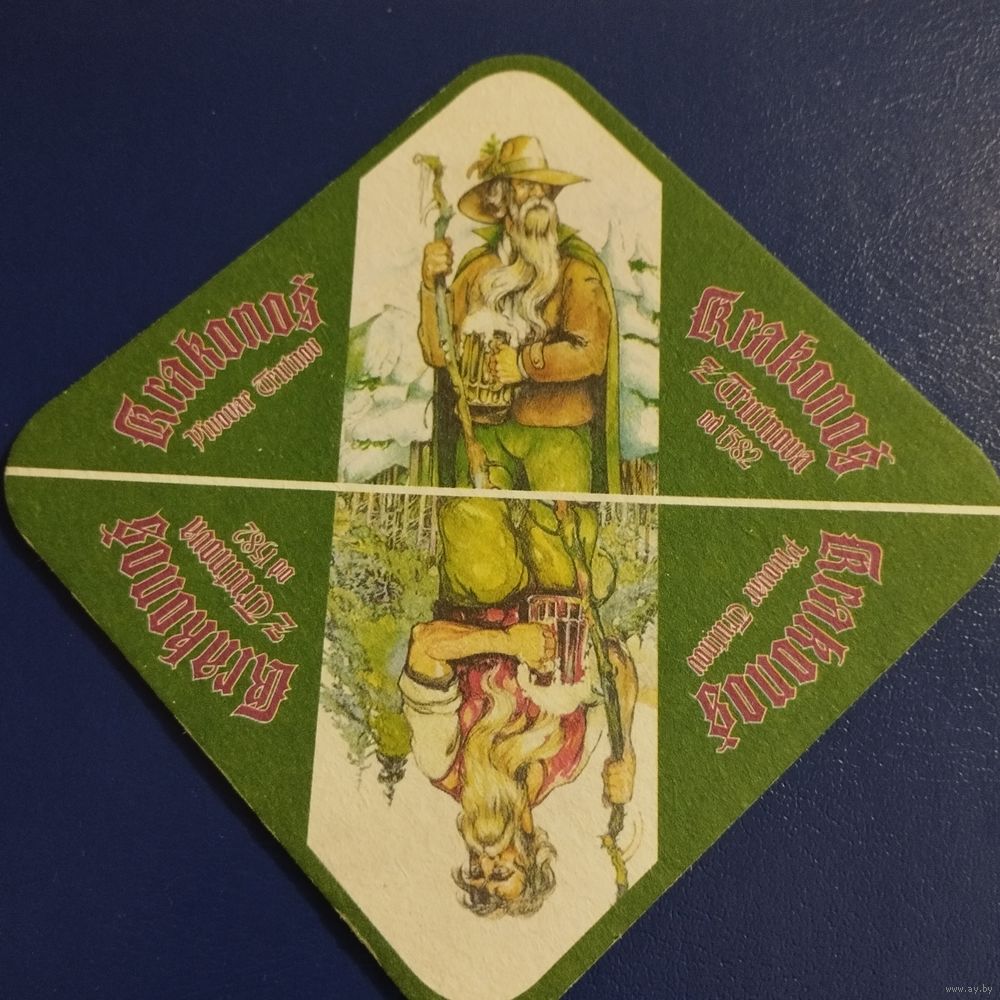 Krakonoš
Pivovar Trutnov
Krakonoš
Z Trutnova
od 1582
Krakonoš
Z Trutnova
od 1582
Krakonoš
Pivovar Trutnov
www.ay.by